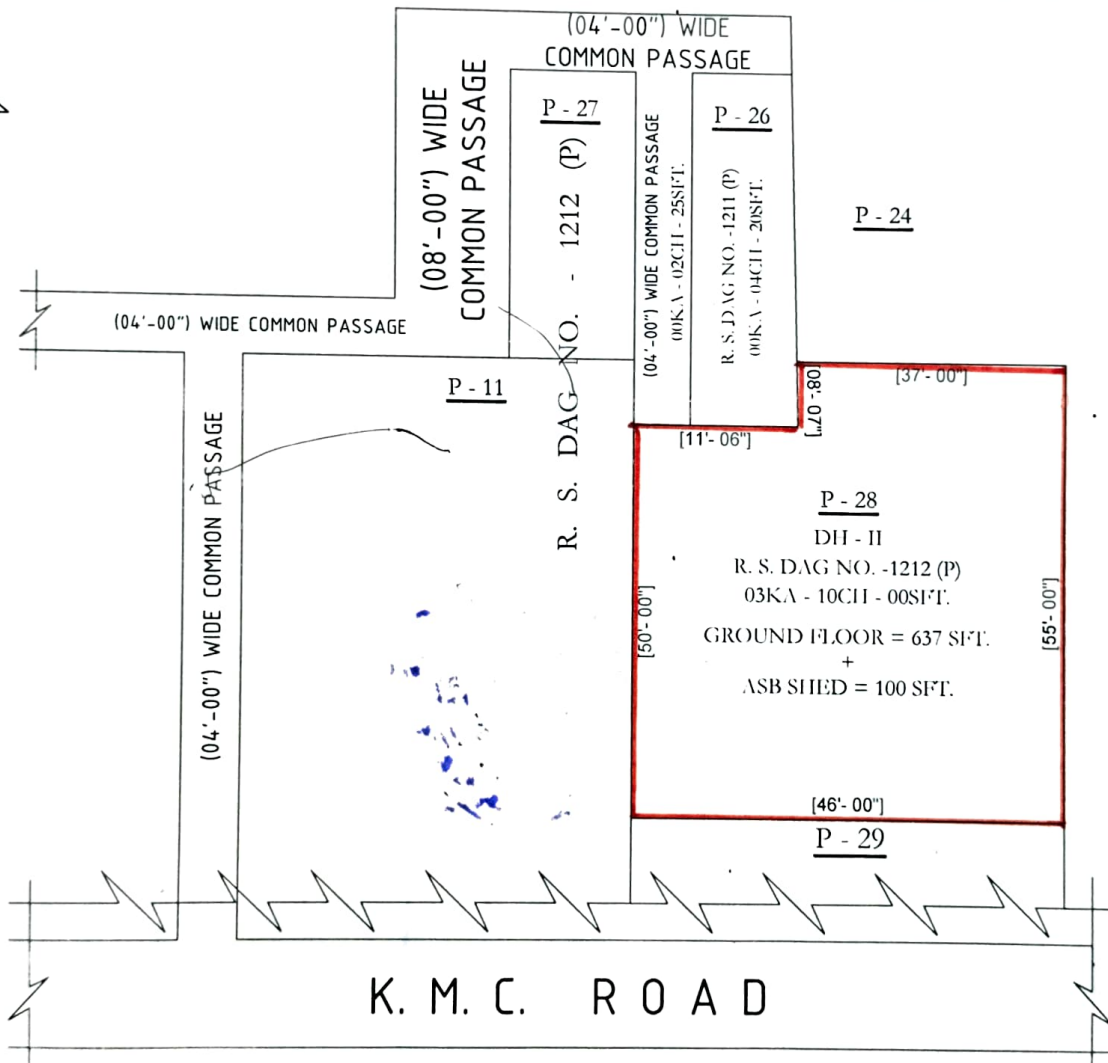 (04'-00") WIDE
COMMON PASSAGE
(08'-00") WIDE
COMMON PASSAGE
P - 27
R. S. DAG NO. - 1212 (P)
(04'-00") WIDE COMMON PASSAGE
00KA - 02CH - 25SFT.
P - 26
R. S. DAG NO. -1211 (P)
00KA - 04CH - 20SFT.
P - 24
(04'-00") WIDE COMMON PASSAGE
(04'-00") WIDE COMMON PASSAGE
P - 11
[37'- 00"]
[08'- 07"]
[11'- 06"]
P - 28
DH - II
R. S. DAG NO. -1212 (P)
03KA - 10CH - 00SFT.
GROUND FLOOR = 637 SFT.
+
ASB SHED = 100 SFT.
[50'- 00"]
[55'- 00"]
[46'- 00"]
P - 29
K. M. C. ROAD